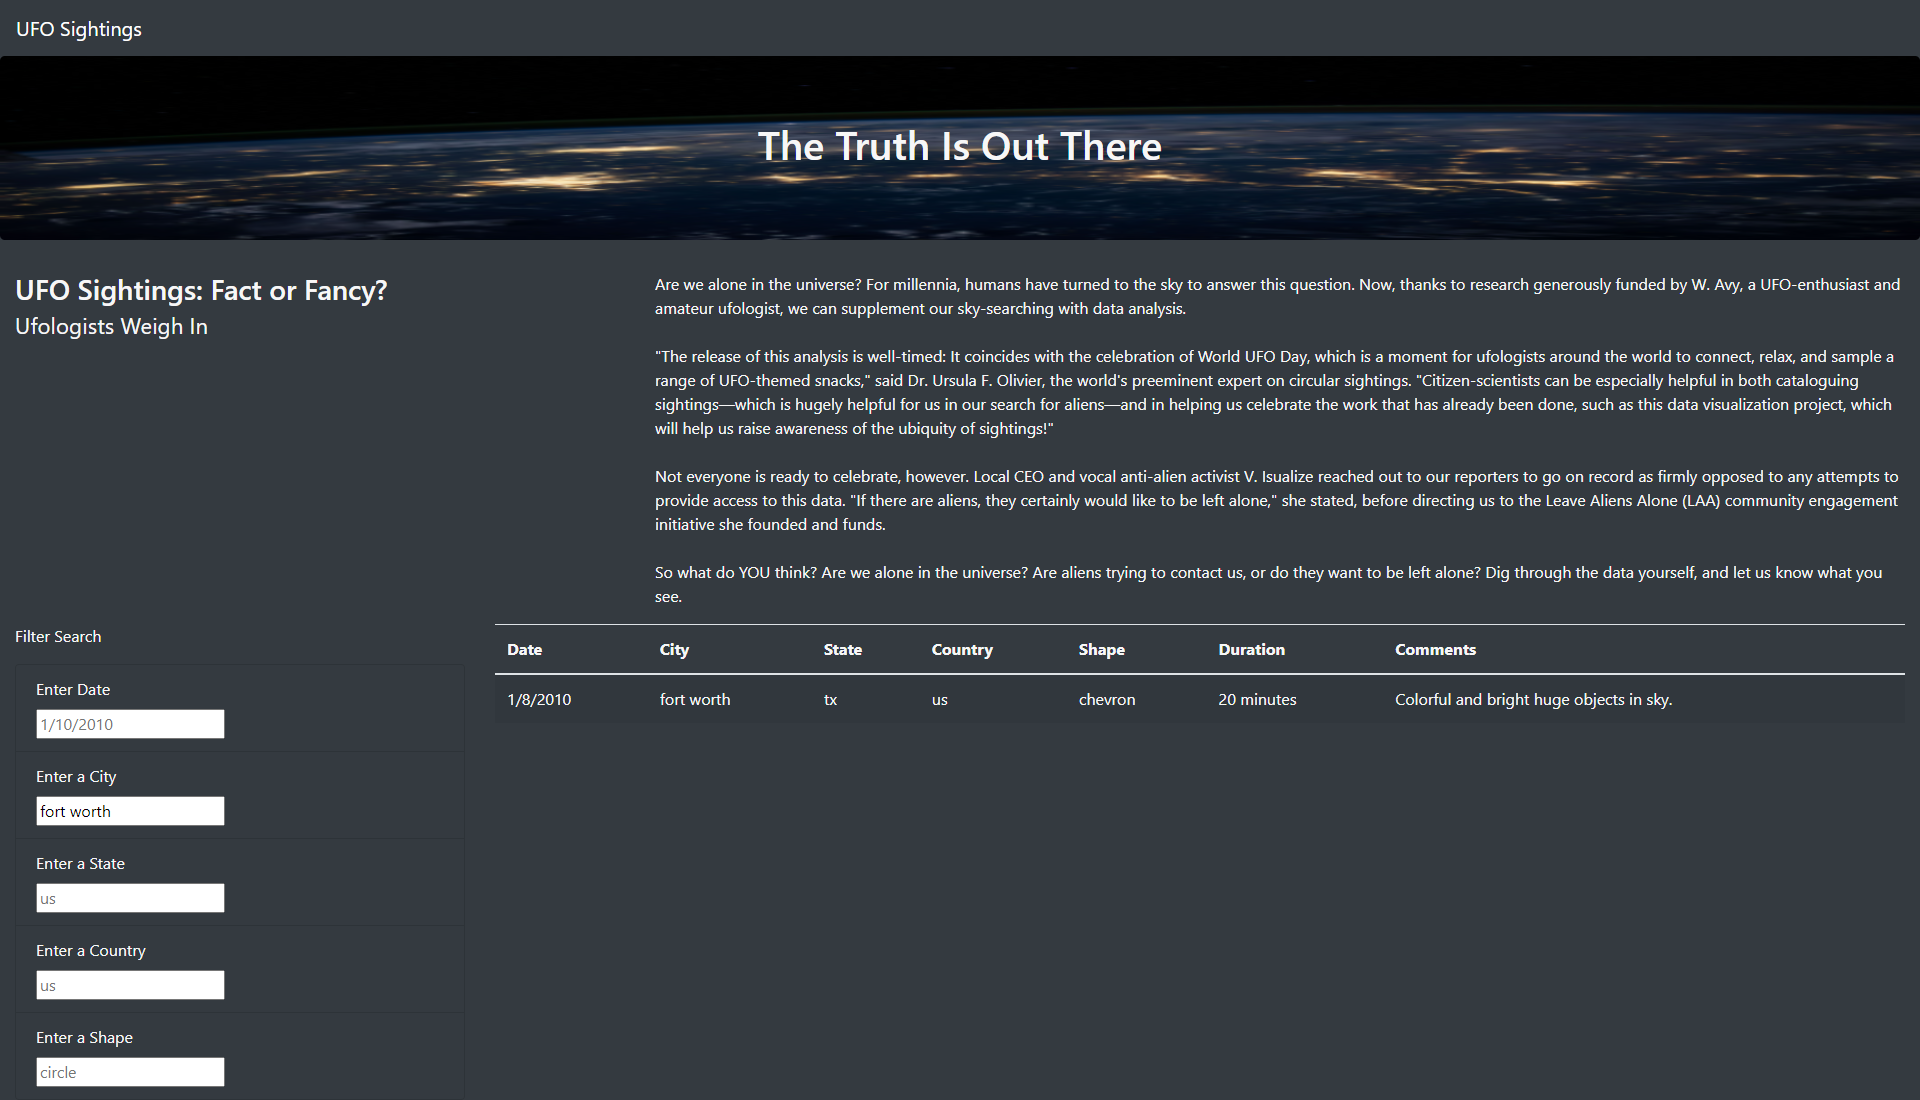 UFO Sightings
The Truth Is Out There
UFO Sightings: Fact or Fancy?
Ufologists Weigh In
Are we alone in the universe? For millennia, humans have turned to the sky to answer this question. Now, thanks to research generously funded by W. Avy, a UFO-enthusiast and
amateur ufologist, we can supplement our sky-searching with data analysis.
"The release of this analysis is well-timed: It coincides with the celebration of World UFO Day, which is a moment for ufologists around the world to connect, relax, and sample a
range of UFO-themed snacks," said Dr. Ursula F. Olivier, the world's preeminent expert on circular sightings. "Citizen-scientists can be especially helpful in both cataloguing
sightings—which is hugely helpful for us in our search for aliens—and in helping us celebrate the work that has already been done, such as this data visualization project, which
will help us raise awareness of the ubiquity of sightings!"
Not everyone is ready to celebrate, however. Local CEO and vocal anti-alien activist V. Isualize reached out to our reporters to go on record as firmly opposed to any attempts to
provide access to this data. "If there are aliens, they certainly would like to be left alone," she stated, before directing us to the Leave Aliens Alone (LAA) community engagement
initiative she founded and funds.
So what do YOU think? Are we alone in the universe? Are aliens trying to contact us, or do they want to be left alone? Dig through the data yourself, and let us know what you
see.
Filter Search
Enter Date
1/10/2010
Enter a City
fort worth
Enter a State
us
Enter a Country
us
Enter a Shape
circle
Date City State Country Shape Duration Comments
1/8/2010 fort worth tx us chevron 20 minutes Colorful and bright huge objects in sky.